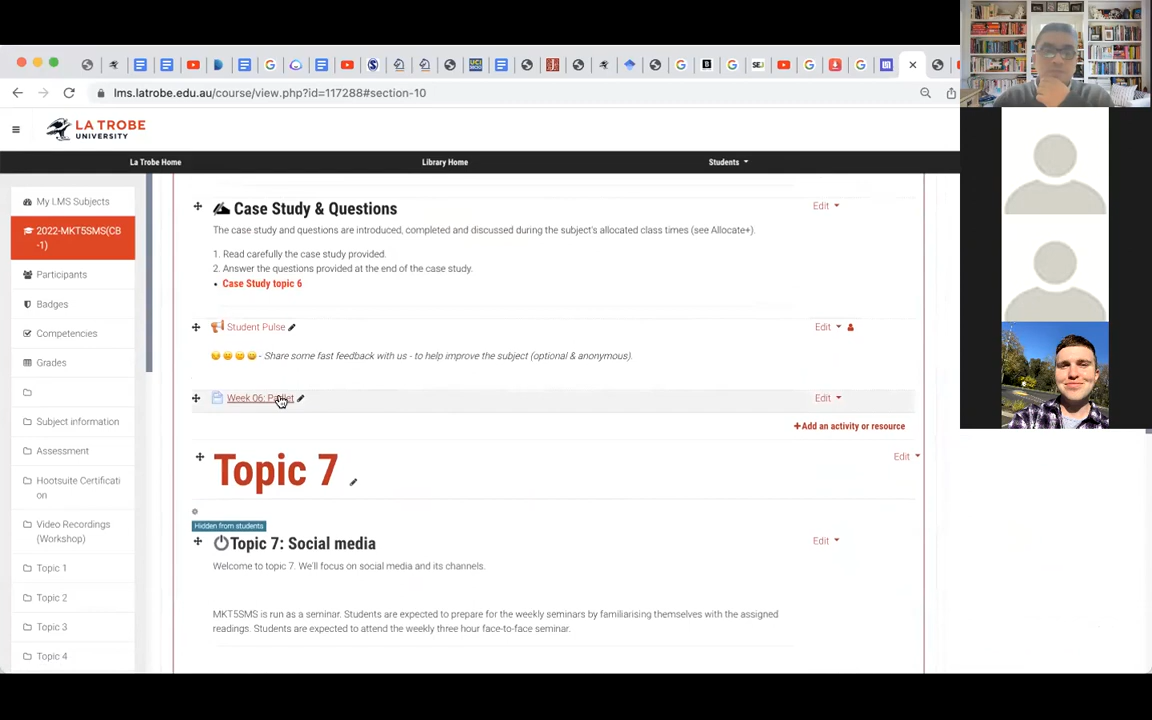 lms.latrobe.edu.au/course/view.php?id=117288#section-10
LA TROBE
UNIVERSITY
La Trobe Home
Library Home
Students
My LMS Subjects
2022-MKT5SMS(CB
-1)
Participants
Badges
Competencies
Grades
Subject information
Assessment
Hootsuite Certificati
on
Video Recordings
(Workshop)
Topic 1
Topic 2
Topic 3
Topic 4
Case Study & Questions
Edit
The case study and questions are introduced, completed and discussed during the subject's allocated class times (see Allocate+).
1. Read carefully the case study provided.
2. Answer the questions provided at the end of the case study.
• Case Study topic 6
Student Pulse
Edit
- Share some fast feedback with us - to help improve the subject (optional & anonymous).
Week 06:
Edit
+Add an activity or resource
Topic 7
Edit
Hidden from students
Topic 7: Social media
Edit
Welcome to topic 7. We'll focus on social media and its channels.
MKT5SMS is run as a seminar. Students are expected to prepare for the weekly seminars by familiarising themselves with the assigned
readings. Students are expected to attend the weekly three hour face-to-face seminar.